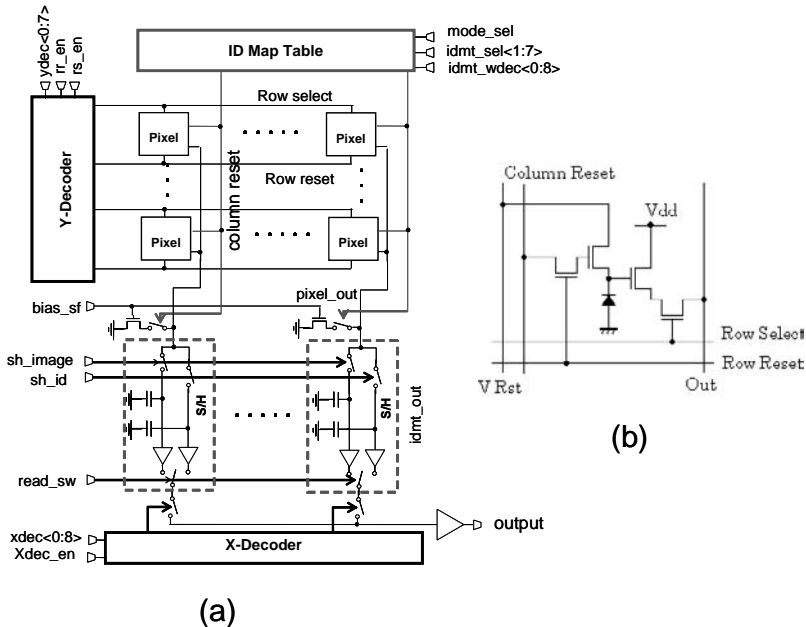 ID Map Table
mode_sel
idmt_sel<1:7>
idmt_wdec<0:8>
ydec<0:7>
rr_en
rs_en
Y-Decoder
Row select
Pixel
Pixel
Row reset
column reset
Pixel
Pixel
bias_sf
pixel_out
sh_image
sh_id
S/H
S/H
idmt_out
read_sw
output
xdec<0:8>
Xdec_en
X-Decoder
(a)
Column Reset
Vdd
Row Select
Row Reset
V Rst
Out
(b)